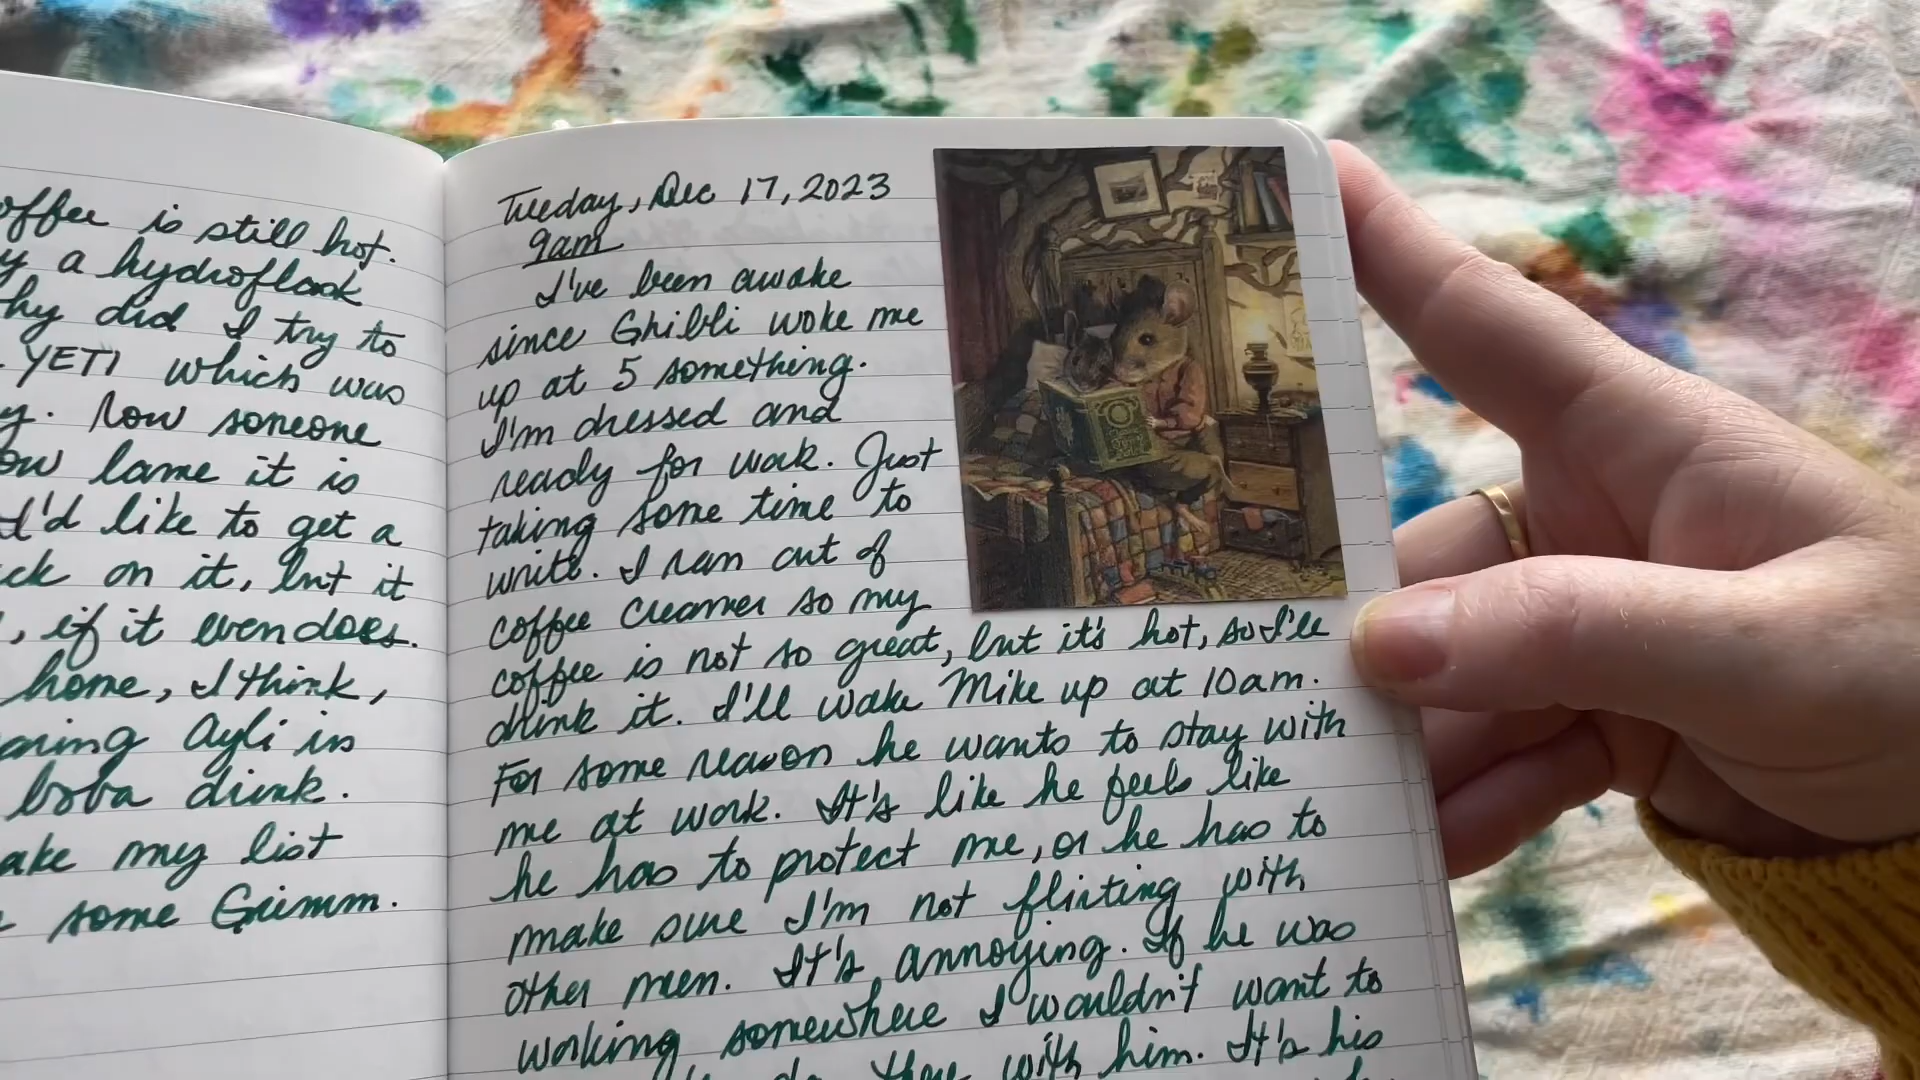 offee is still hot.
y a hydroflask
hy did I try to
YETI which was
y. Now someone
ow lame it is
I'd like to get a
ck on it, but it
, if it even does.
home, I think,
aring Ayli in
boba drink.
ake my list
some Grimm.
Tueday, Dec 17, 2023
9am
I've been awake
since Ghibli woke me
up at 5 something.
I'm dressed and
ready for wok. Just
taking some time to
write. I ran out of
coffee creamer so my
coffee is not so great, but it's hot, so I'll
drink it. I'll wake Mike up at 10am.
For some reason he wants to stay with
me at work. It's like he feels like
he has to protect me, or he has to
make sure I'm not flirting with
other men. It's annoying. If he was
working somewhere I wouldn't want to
with him. It's his